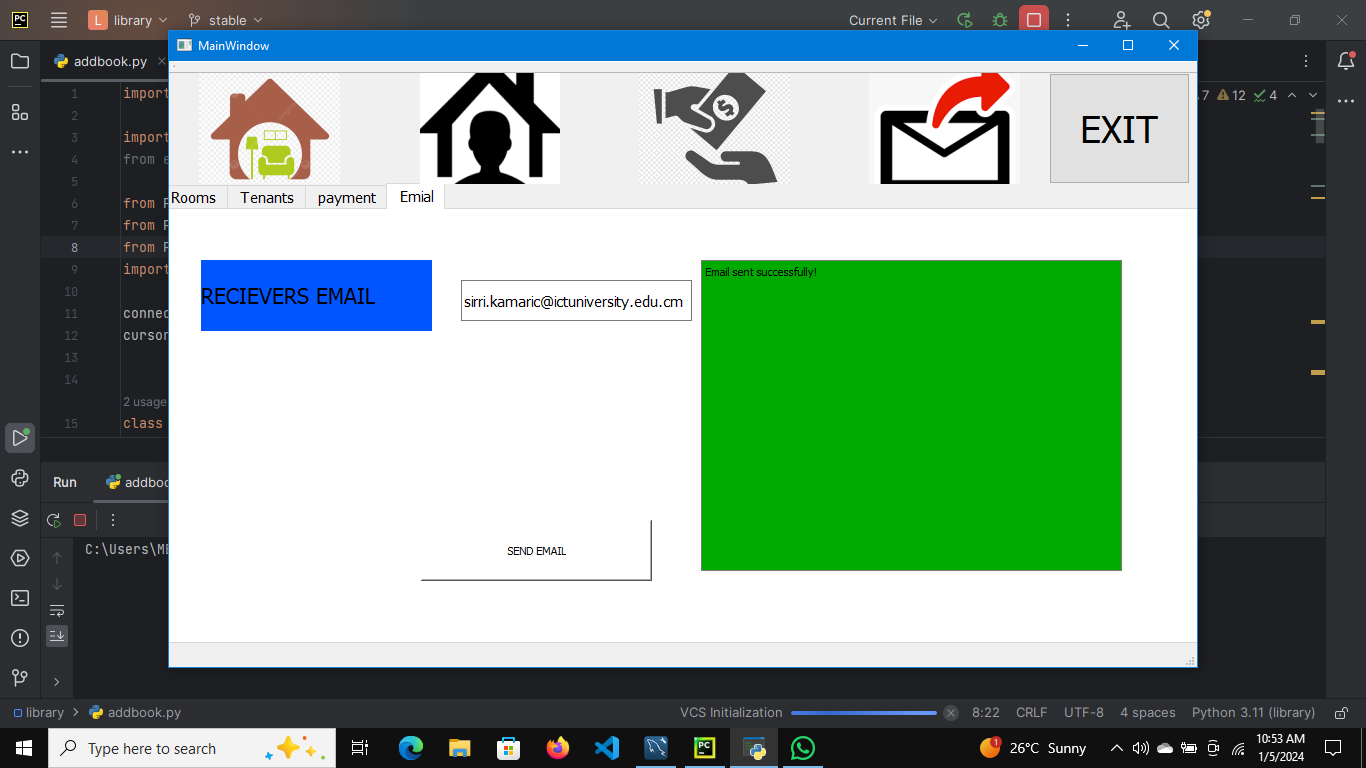 PC
L library
stable
Current File
MainWindow
addbook.py
7 12 4
EXIT
$
Rooms
Tenants
payment
Emial
1 import
2
3 import
4 from e
5
6 from P
7 from P
8 from P
9 import
10
11 connec
12 cursor
13
14
2 usage
15 class
RECIEVERS EMAIL
sirri.kamaric@ictuniversity.edu.cm
Email sent successfully!
SEND EMAIL
Run
addboo
C:\Users\ME
library > addbook.py
VCS Initialization
8:22 CRLF UTF-8 4 spaces Python 3.11 (library)
Type here to search
PC
1
26°C Sunny
10:53 AM
1/5/2024